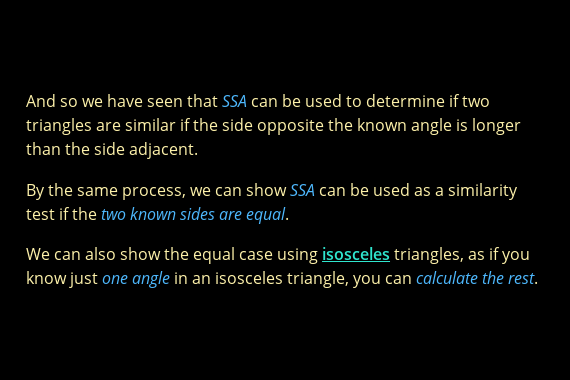 And so we have seen that SSA can be used to determine if two
triangles are similar if the side opposite the known angle is longer
than the side adjacent.
By the same process, we can show SSA can be used as a similarity
test if the two known sides are equal.
We can also show the equal case using isosceles triangles, as if you
know just one angle in an isosceles triangle, you can calculate the rest.